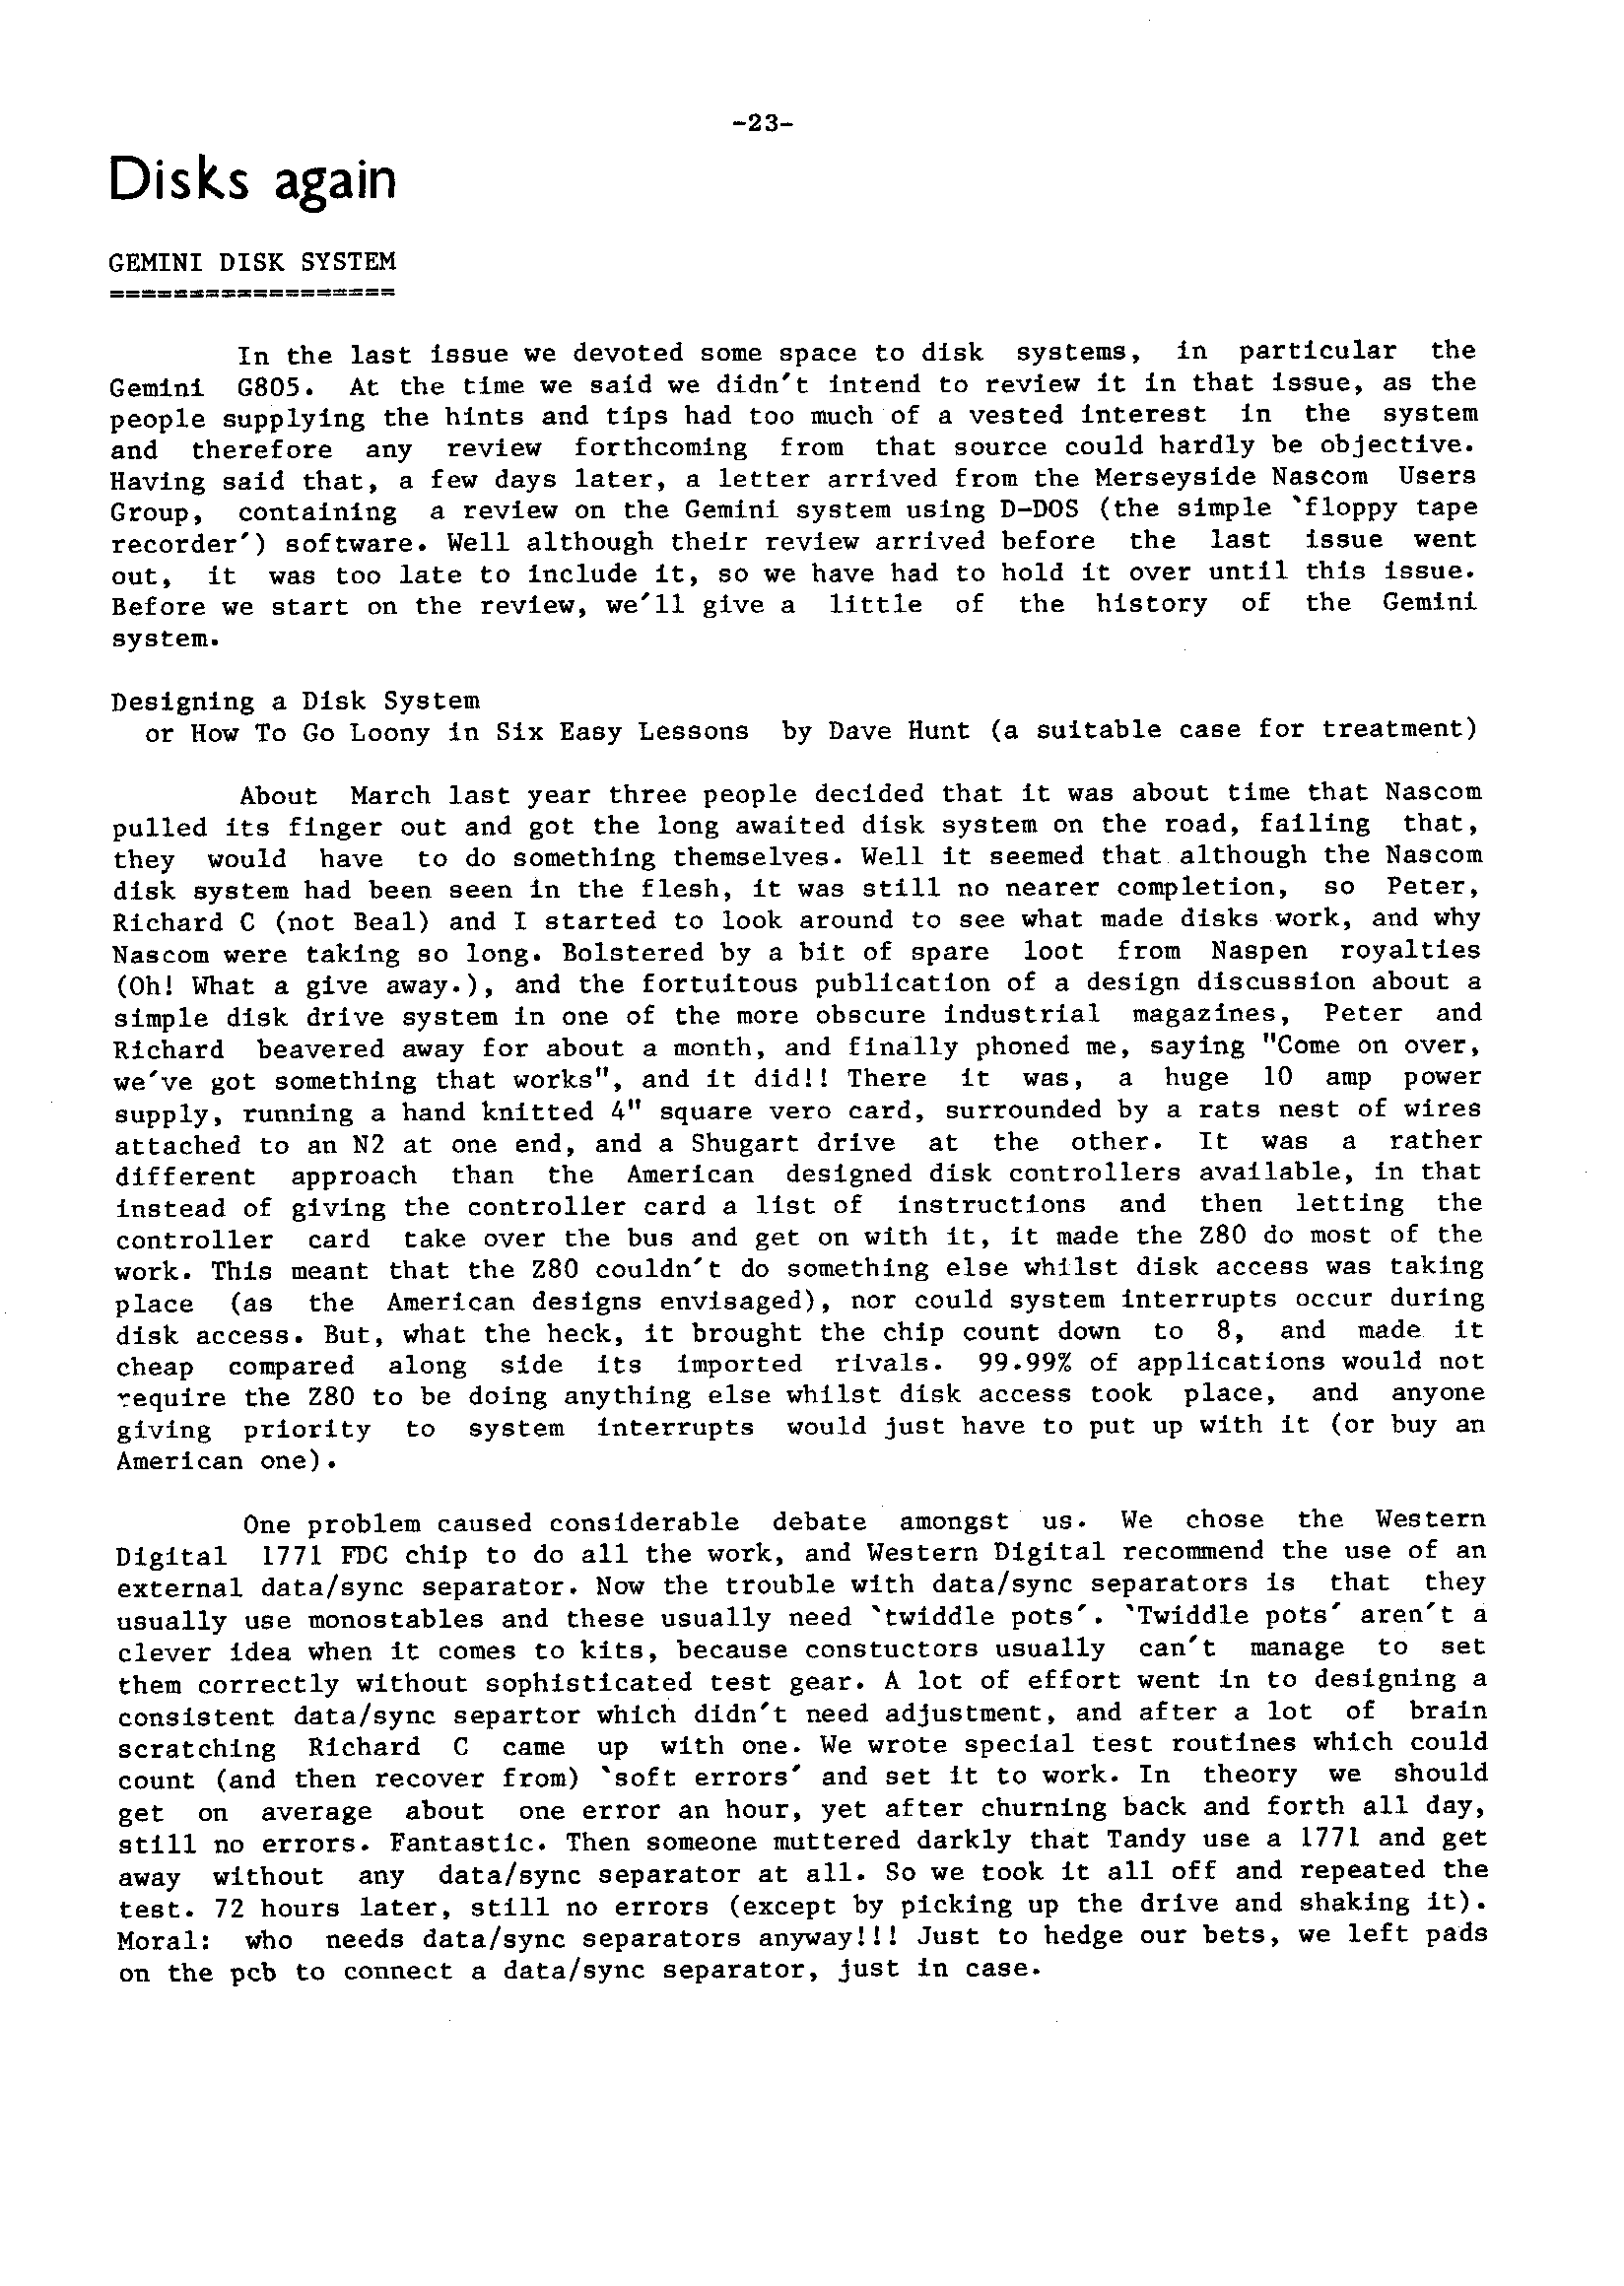 -23-
Disks again
GEMINI DISK SYSTEM
==================
In the last issue we devoted some space to disk systems, in particular the
Gemini G805. At the time we said we didn't intend to review it in that issue, as the
people supplying the hints and tips had too much of a vested interest in the system
and therefore any review forthcoming from that source could hardly be objective.
Having said that, a few days later, a letter arrived from the Merseyside Nascom Users
Group, containing a review on the Gemini system using D-DOS (the simple `floppy tape
recorder') software. Well although their review arrived before the last issue went
out, it was too late to include it, so we have had to hold it over until this issue.
Before we start on the review, we'll give a little of the history of the Gemini
system.
Designing a Disk System
or How To Go Loony in Six Easy Lessons by Dave Hunt (a suitable case for treatment)
About March last year three people decided that it was about time that Nascom
pulled its finger out and got the long awaited disk system on the road, failing that,
they would have to do something themselves. Well it seemed that although the Nascom
disk system had been seen in the flesh, it was still no nearer completion, so Peter,
Richard C (not Beal) and I started to look around to see what made disks work, and why
Nascom were taking so long. Bolstered by a bit of spare loot from Naspen royalties
(Oh! What a give away.), and the fortuitous publication of a design discussion about a
simple disk drive system in one of the more obscure industrial magazines, Peter and
Richard beavered away for about a month, and finally phoned me, saying "Come on over,
we've got something that works", and it did!! There it was, a huge 10 amp power
supply, running a hand knitted 4" square vero card, surrounded by a rats nest of wires
attached to an N2 at one end, and a Shugart drive at the other. It was a rather
different approach than the American designed disk controllers available, in that
instead of giving the controller card a list of instructions and then letting the
controller card take over the bus and get on with it, it made the Z80 do most of the
work. This meant that the Z80 couldn't do something else whilst disk access was taking
place (as the American designs envisaged), nor could system interrupts occur during
disk access. But, what the heck, it brought the chip count down to 8, and made it
cheap compared along side its imported rivals. 99.99% of applications would not
require the Z80 to be doing anything else whilst disk access took place, and anyone
giving priority to system interrupts would just have to put up with it (or buy an
American one).
One problem caused considerable debate amongst us. We chose the Western
Digital 1771 FDC chip to do all the work, and Western Digital recommend the use of an
external data/sync separator. Now the trouble with data/sync separators is that they
usually use monostables and these usually need `twiddle pots'. `Twiddle pots' aren't a
clever idea when it comes to kits, because constuctors usually can't manage to set
them correctly without sophisticated test gear. A lot of effort went in to designing a
consistent data/sync separtor which didn't need adjustment, and after a lot of brain
scratching Richard C came up with one. We wrote special test routines which could
count (and then recover from) `soft errors' and set it to work. In theory we should
get on average about one error an hour, yet after churning back and forth all day,
still no errors. Fantastic. Then someone muttered darkly that Tandy use a 1771 and get
away without any data/sync separator at all. So we took it all off and repeated the
test. 72 hours later, still no errors (except by picking up the drive and shaking it).
Moral: who needs data/sync separators anyway!!! Just to hedge our bets, we left pads
on the pcb to connect a data/sync separator, just in case.